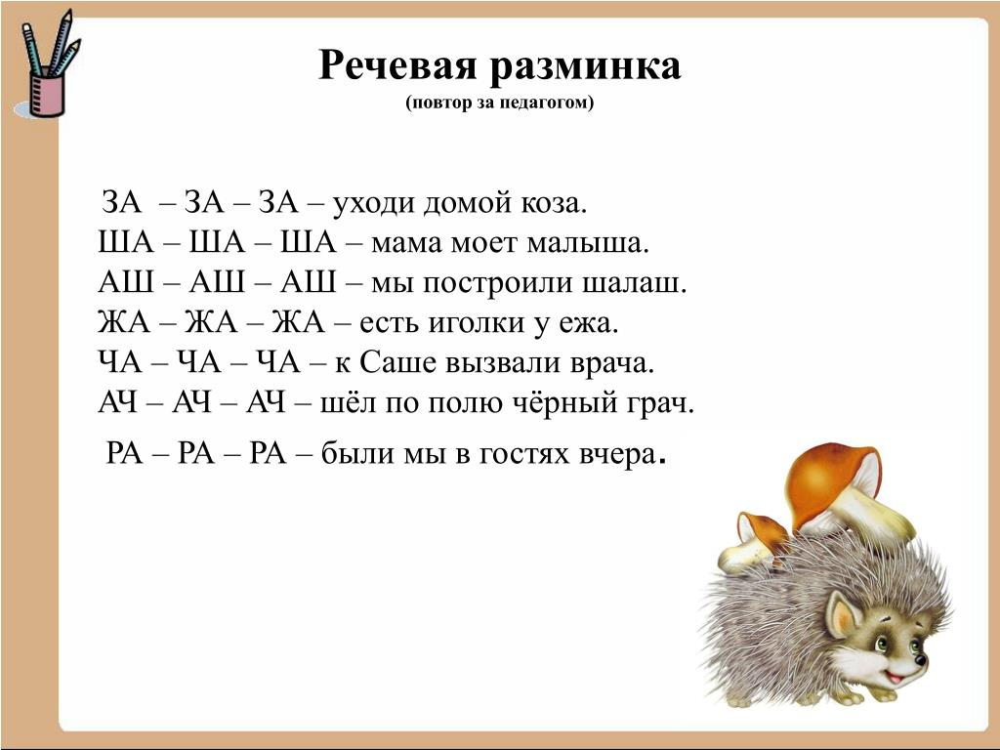 Речевая разминка
(повтор за педагогом)
ЗА – ЗА – ЗА – уходи домой коза.
ША – ША – ША – мама моет малыша.
АШ – АШ – АШ – мы построили шалаш.
ЖА – ЖА – ЖА – есть иголки у ежа.
ЧА – ЧА – ЧА – к Саше вызвали врача.
АЧ – АЧ – АЧ – шёл по полю чёрный грач.
РА – РА – РА – были мы в гостях вчера.